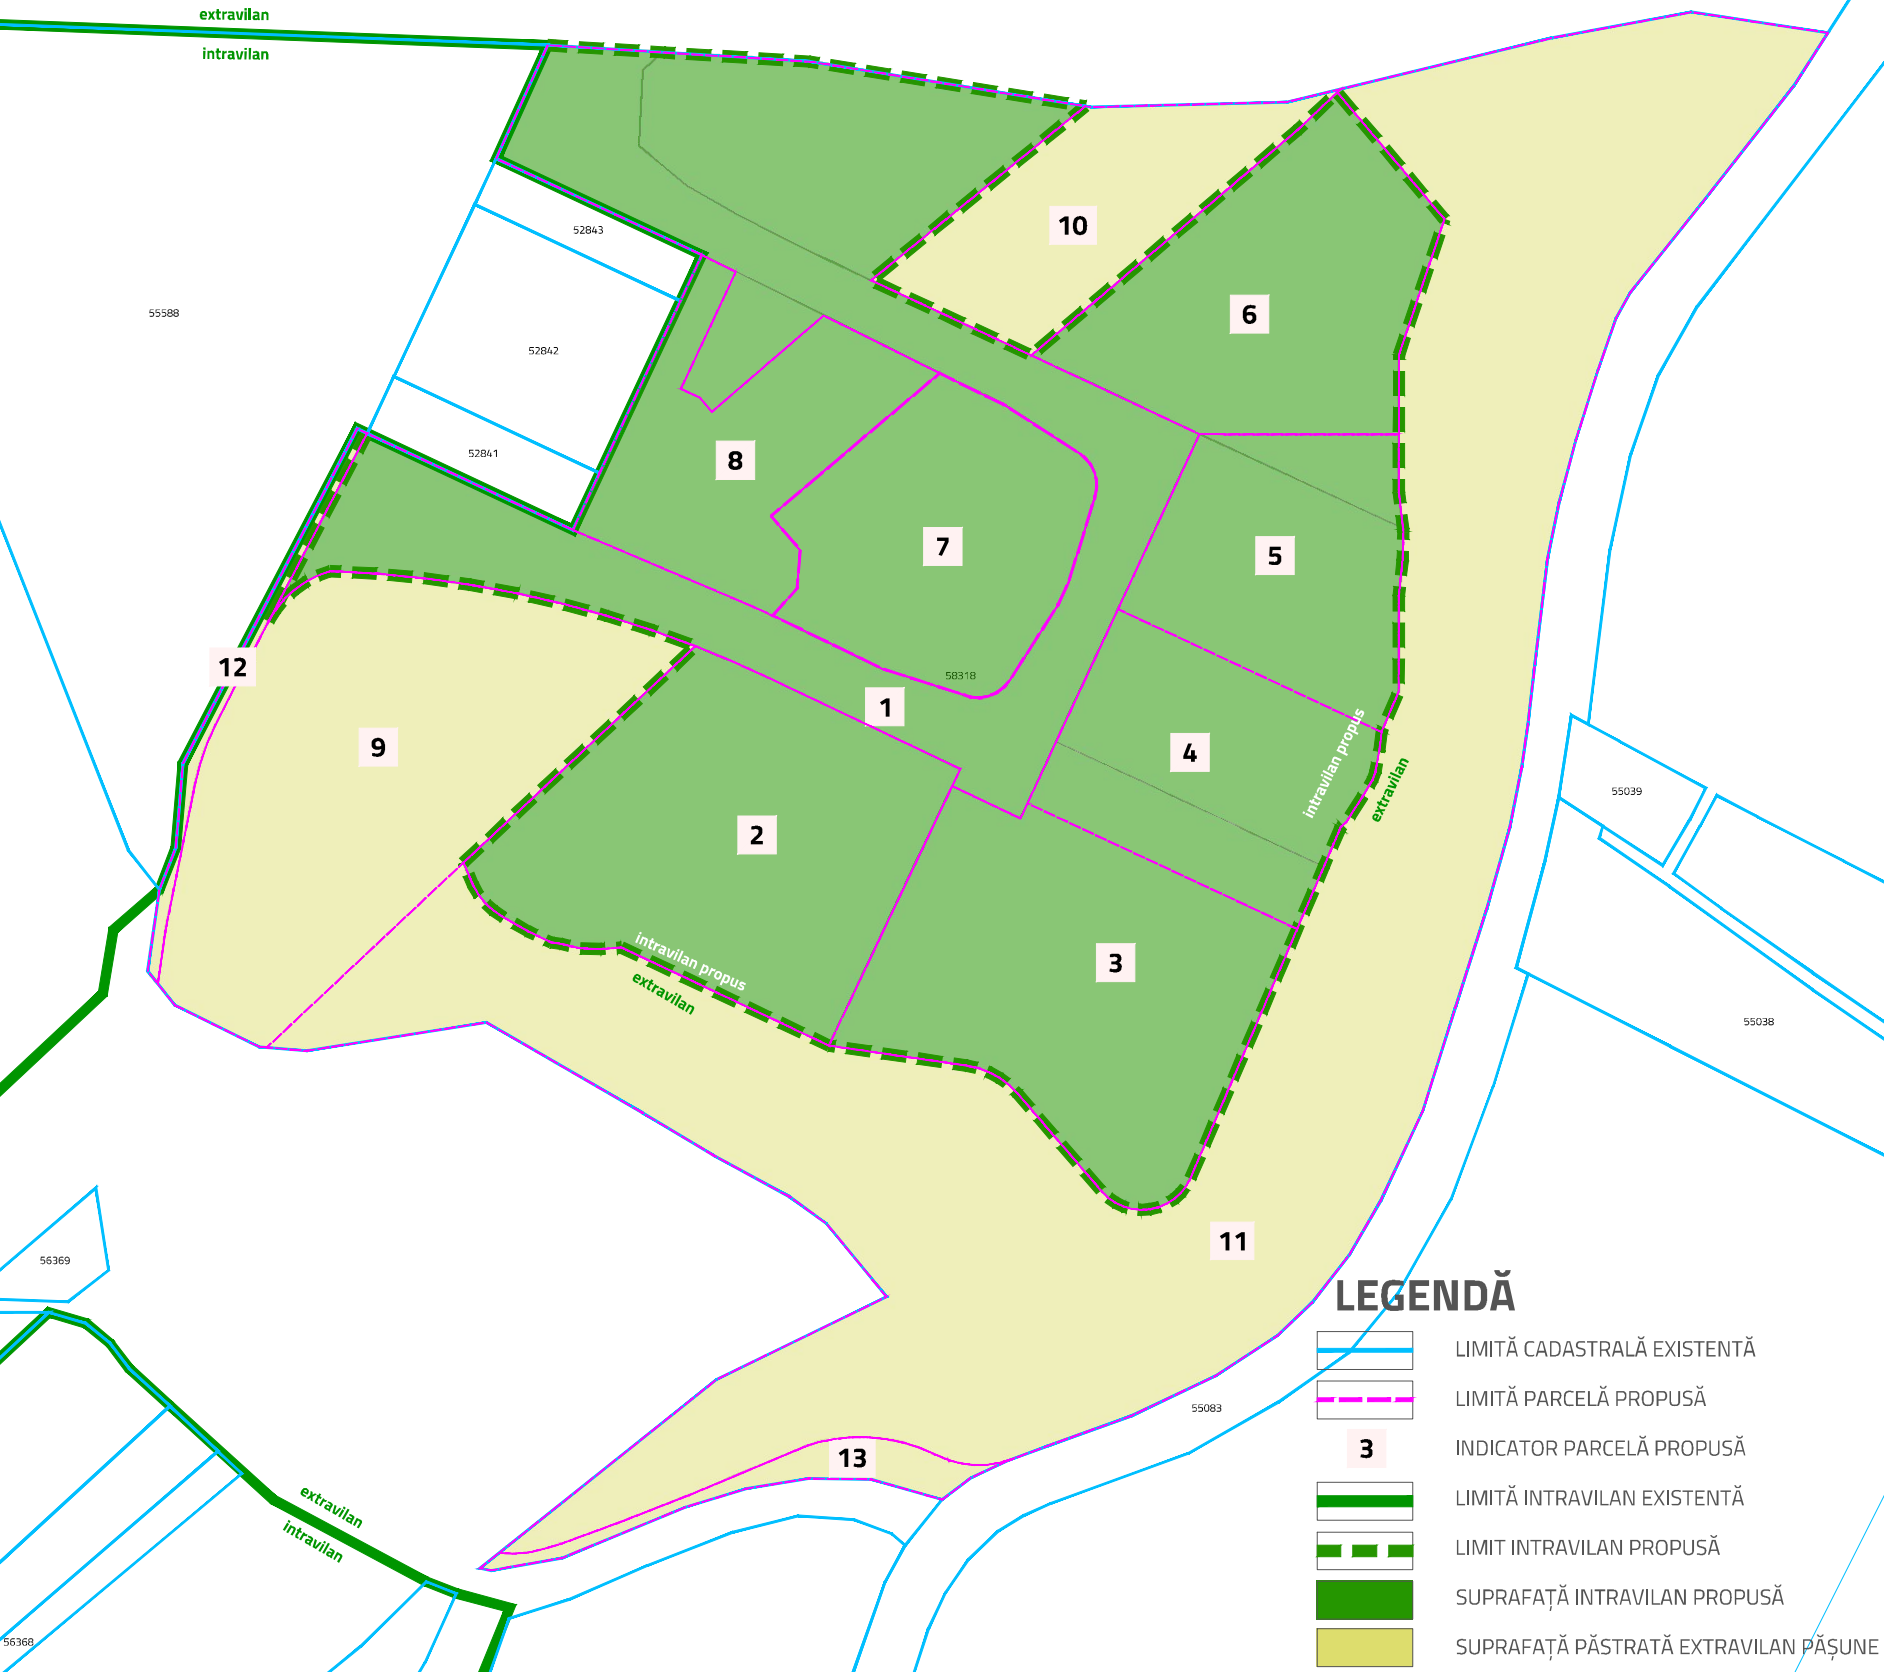 extravilan
intravilan
10
52843
6
55588
52842
52841
8
7
5
12
58318
1
9
4
intravilan propus
extravilan
55039
2
3
intravilan propus
extravilan
55038
11
56369
LEGENDĂ
LIMITĂ CADASTRALĂ EXISTENTĂ
LIMITĂ PARCELĂ PROPUSĂ
55083
3 INDICATOR PARCELĂ PROPUSĂ
13
LIMITĂ INTRAVILAN EXISTENTĂ
extravilan
intravilan
LIMIT INTRAVILAN PROPUSĂ
SUPRAFAȚĂ INTRAVILAN PROPUSĂ
56368
SUPRAFAȚĂ PĂSTRATĂ EXTRAVILAN PĂȘUNE